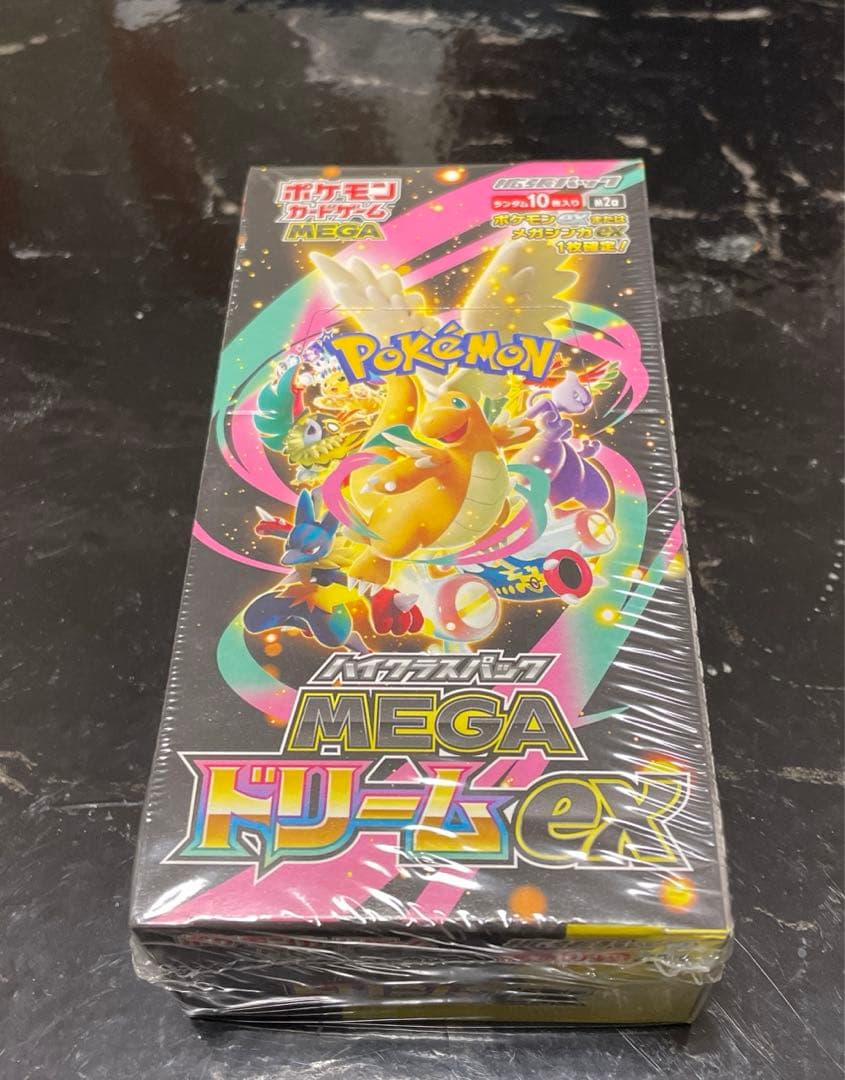 ポケモン
カードゲーム
MEGA
拡張パック
ランダム10枚入り M2a
ポケモンexまたは
メガシンカex
1枚確定!
POKéMON
ハイクラスパック
MEGA
ドリームex